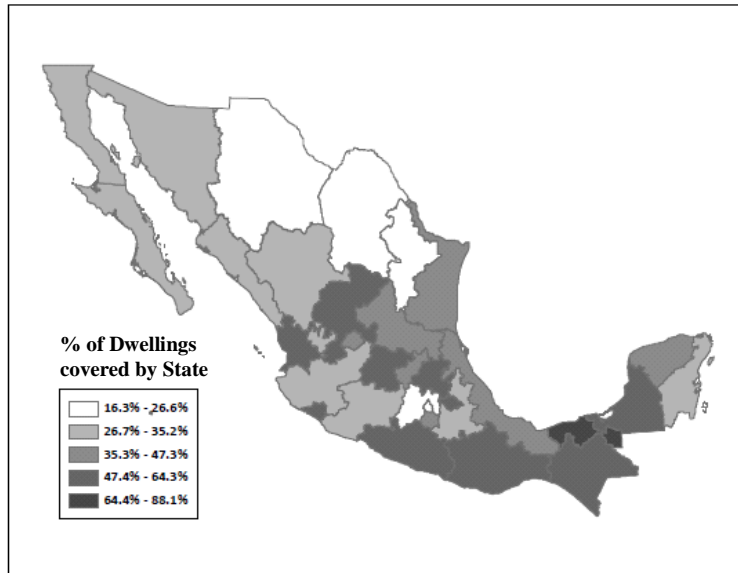 % of Dwellings
covered by State
16.3% - 26.6%
26.7% - 35.2%
35.3% - 47.3%
47.4% - 64.3%
64.4% - 88.1%